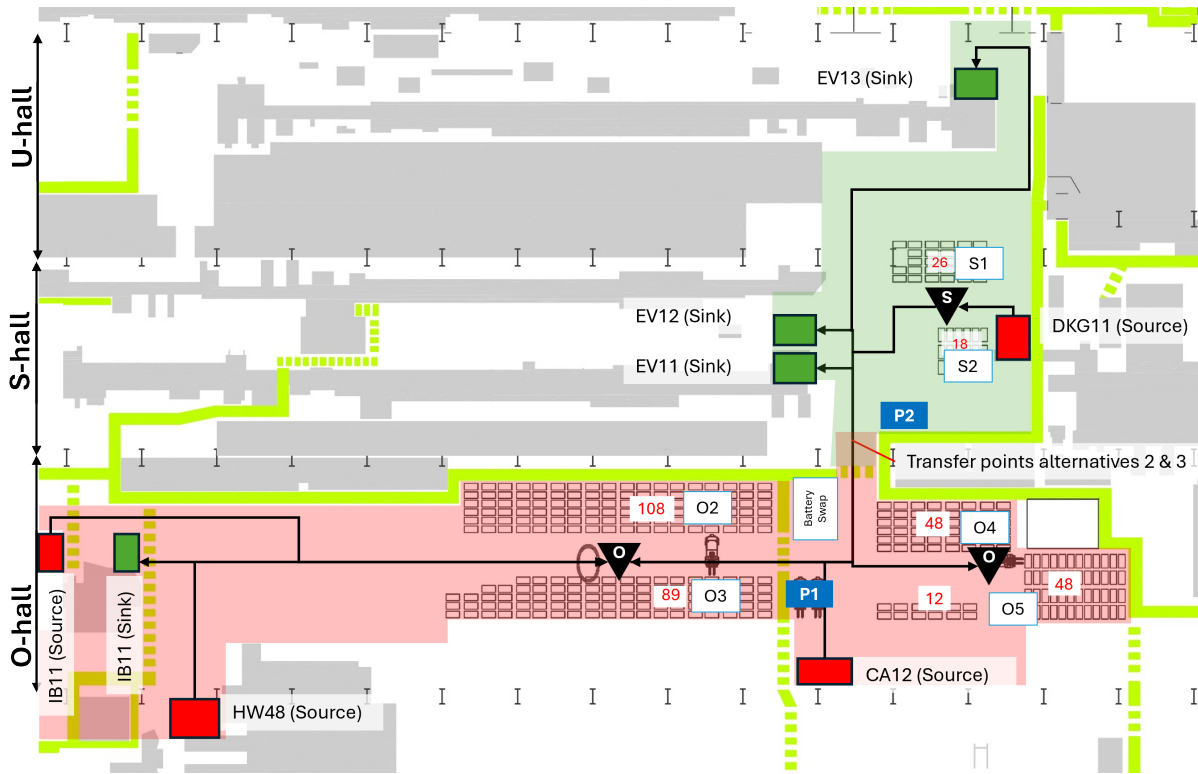 U-hall
S-hall
O-hall
EV13 (Sink)
26
S1
S
EV12 (Sink)
DKG11 (Source)
18
EV11 (Sink)
S2
P2
Transfer points alternatives 2 & 3
108
O2
Battery
Swap
48
O4
O
O
89
O3
P1
12
48
O5
IB11 (Source)
IB11 (Sink)
CA12 (Source)
HW48 (Source)